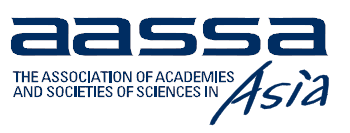 aassa
THE ASSOCIATION OF ACADEMIES
AND SOCIETIES OF SCIENCES IN Asia